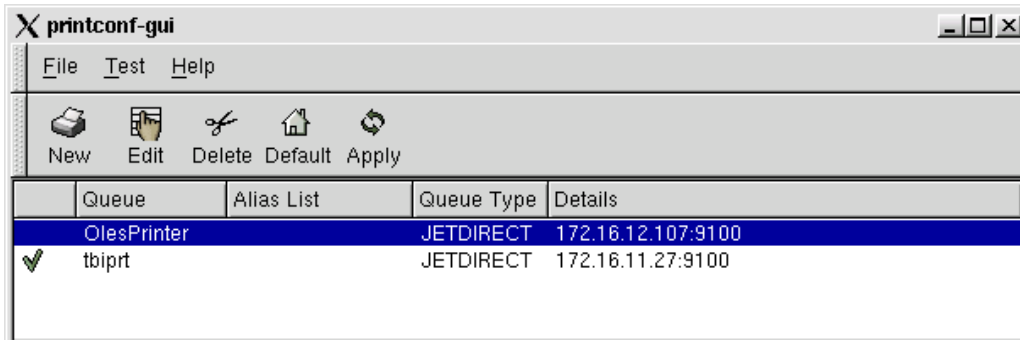 printconf-gui
File Test Help
New Edit Delete Default Apply
Queue Alias List Queue Type Details
OlesPrinter JETDIRECT 172.16.12.107:9100
tbiprt JETDIRECT 172.16.11.27:9100